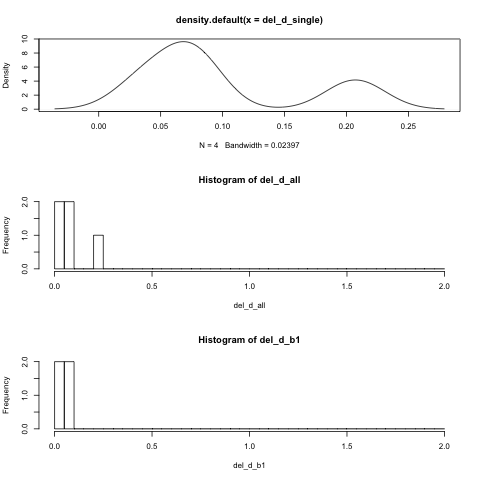 density.default(x = del_d_single)
Density
0 2 4 6 8 10
0.00 0.05 0.10 0.15 0.20 0.25
N = 4 Bandwidth = 0.02397
Histogram of del_d_all
Frequency
0.0 1.0 2.0
0.0 0.5 1.0 1.5 2.0
del_d_all
Histogram of del_d_b1
Frequency
0.0 1.0 2.0
0.0 0.5 1.0 1.5 2.0
del_d_b1